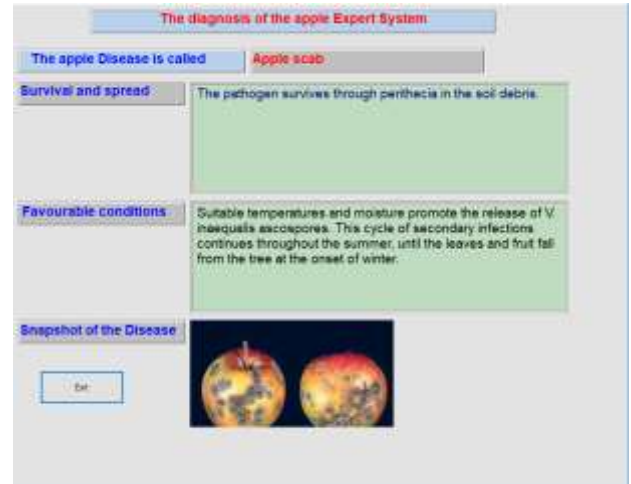 The diagnosis of the apple Expert System
The apple Disease is called
Apple scab
Survival and spread
The pathogen survives through perithecia in the soil debris.
Favourable conditions
Suitable temperatures and moisture promote the release of V.
inaequalis ascospores. This cycle of secondary infections
continues throughout the summer, until the leaves and fruit fall
from the tree at the onset of winter.
Snapshot of the Disease
Exit